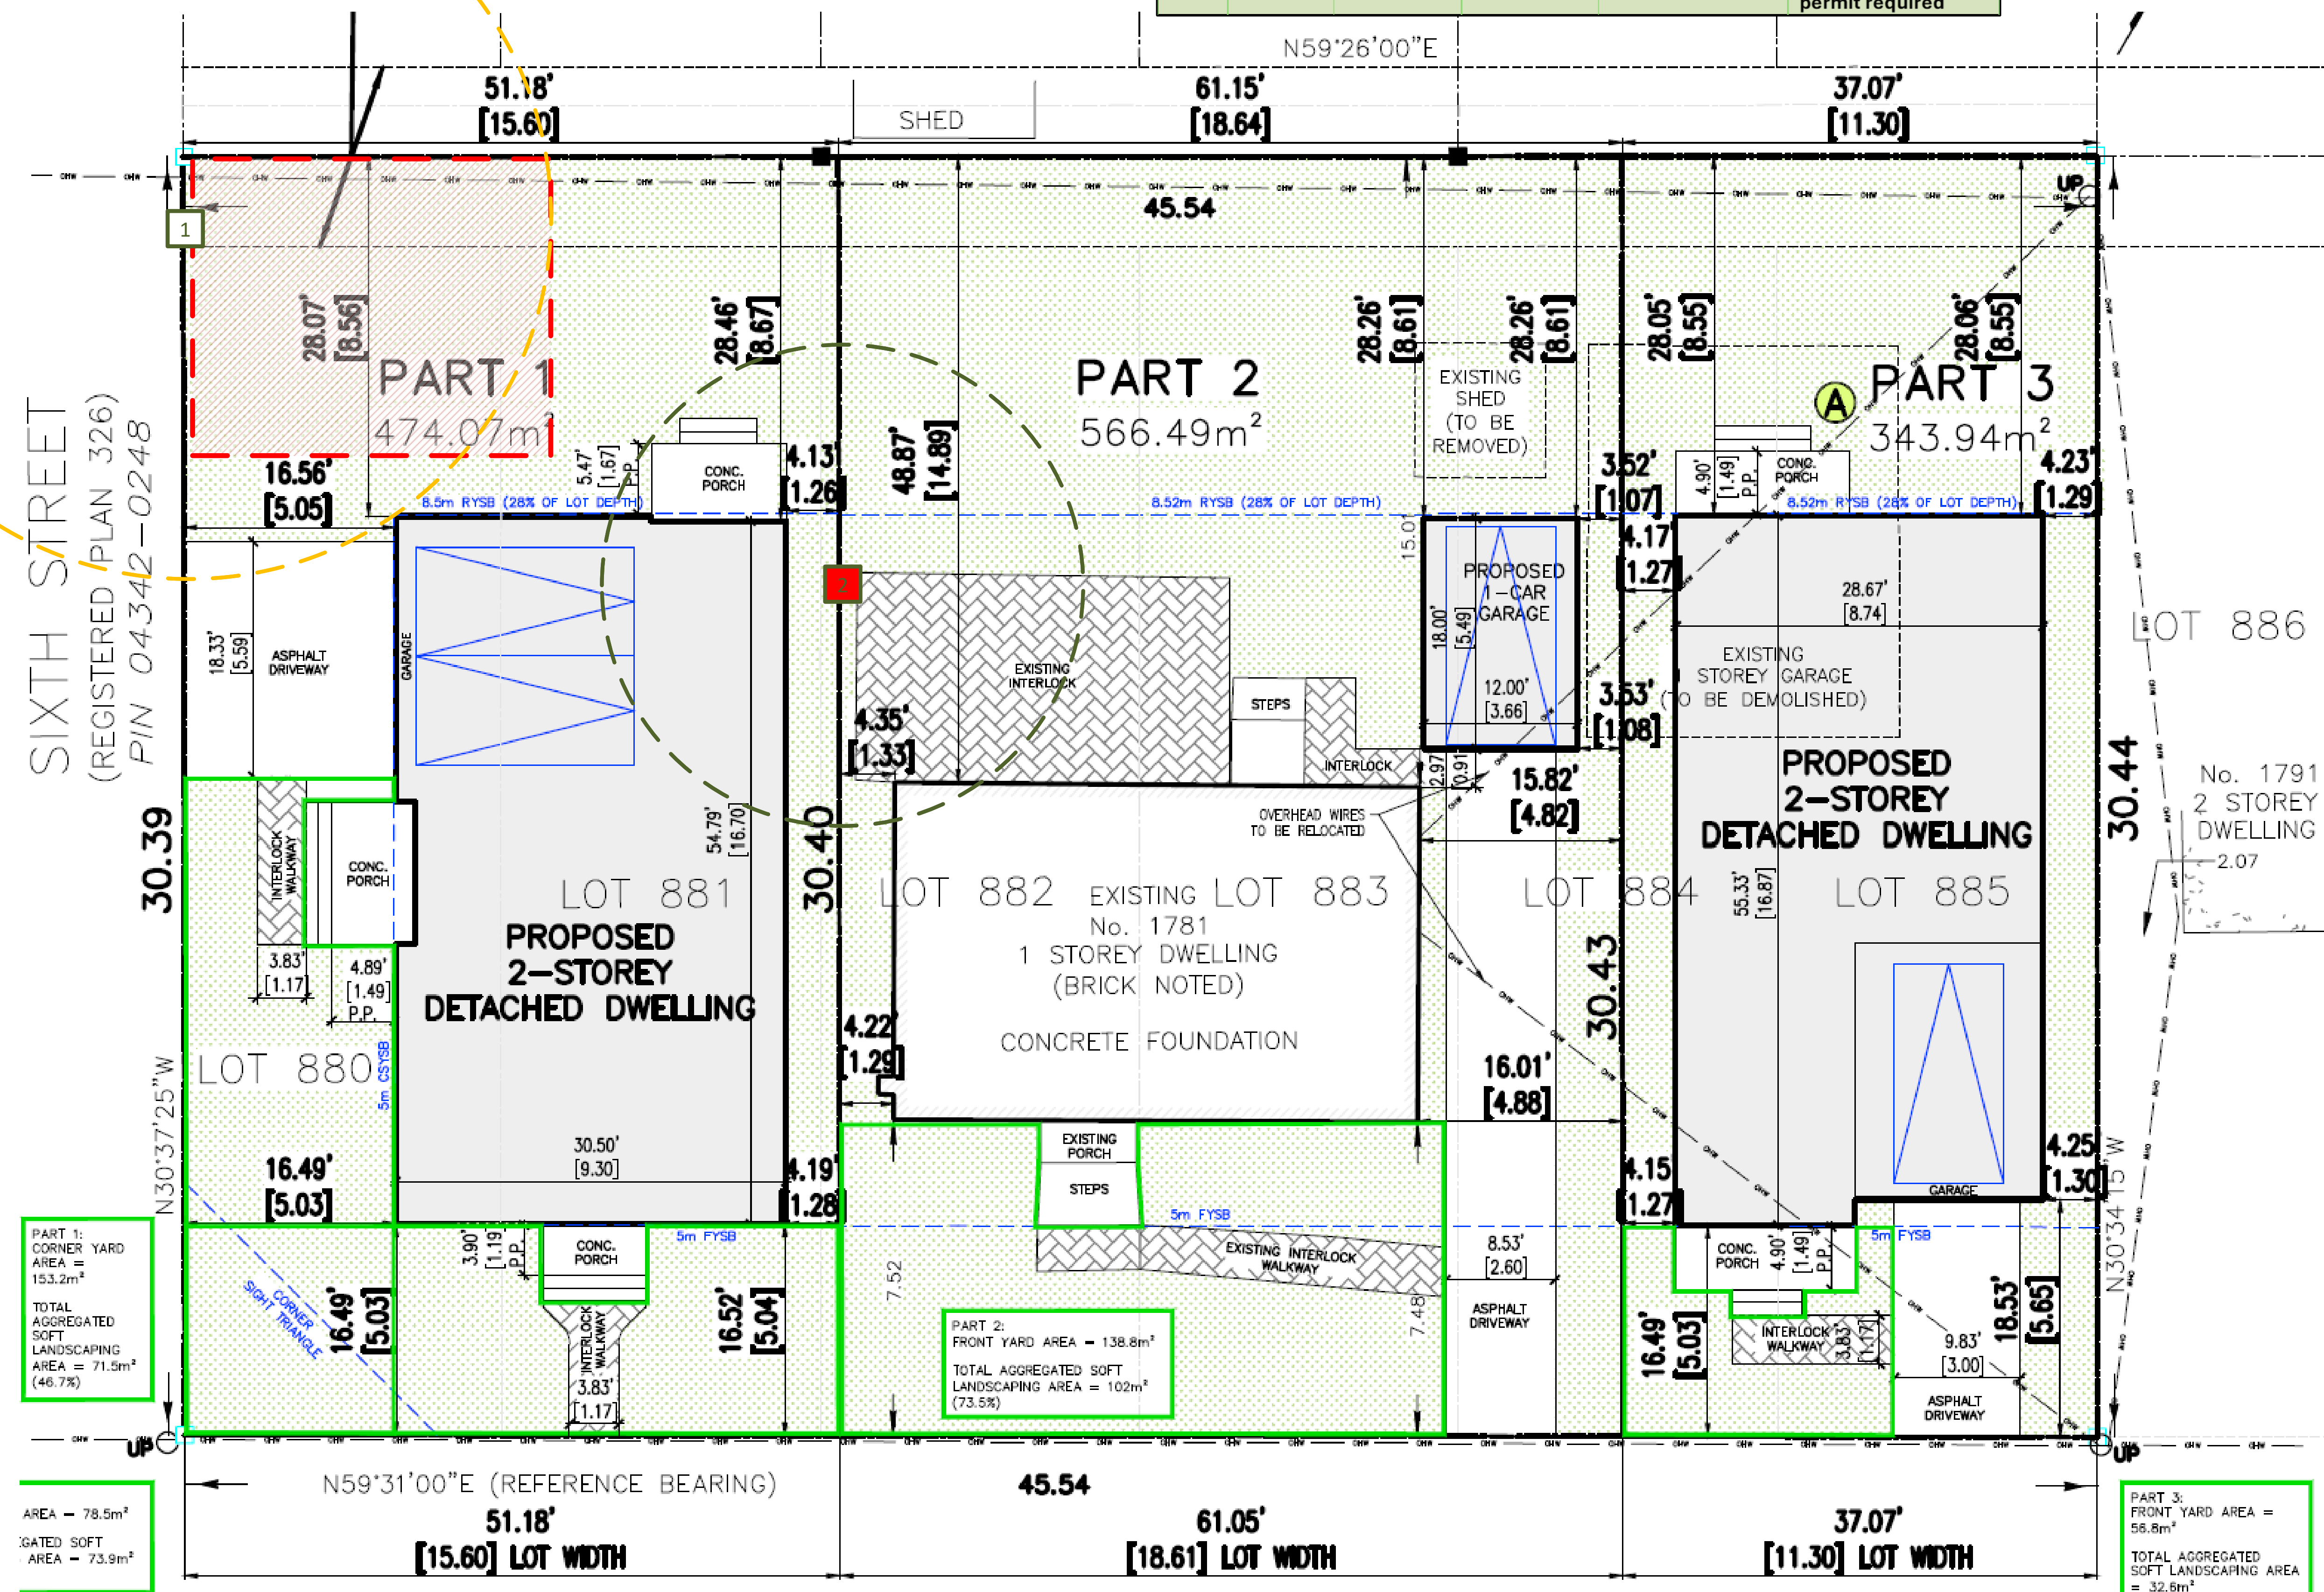 permit required
N59°26'00"E
51.18'
[15.60]
SHED
61.15'
[18.64]
37.07'
[11.30]
OHW
UP
45.54
1
28.07'
[8.56]
28.46'
[8.67]
28.26'
[8.61]
28.26'
[8.61]
28.05'
[8.55]
28.06'
[8.55]
PART 1
474.07m²
PART 2
566.49m²
EXISTING
SHED
(TO BE
REMOVED)
A
PART 3
343.94m²
SIXTH STREET
(REGISTERED PLAN 326)
PIN 04342-0248
16.56'
[5.05]
5.47'
[1.67]
P.P.
CONC.
PORCH
4.13'
[1.26]
48.87'
[14.89]
3.52'
[1.07]
4.90'
[1.49]
P.P.
CONC.
PORCH
4.23'
[1.29]
8.5m RYSB (28% OF LOT DEPTH)
8.52m RYSB (28% OF LOT DEPTH)
8.52m RYSB (28% OF LOT DEPTH)
15.01
4.17'
[1.27]
2
18.33'
[5.59]
ASPHALT
DRIVEWAY
GARAGE
EXISTING
INTERLOCK
STEPS
INTERLOCK
PROPOSED
1-CAR
GARAGE
18.00'
[5.49]
12.00'
[3.66]
28.67'
[8.74]
LOT 886
EXISTING
STOREY GARAGE
(TO BE DEMOLISHED)
3.53'
[1.08]
4.35'
[1.33]
2.97
[0.91]
15.82'
[4.82]
PROPOSED
2-STOREY
DETACHED DWELLING
No. 1791
2 STOREY
DWELLING
2.07
30.39
54.79'
[16.70]
30.40
OVERHEAD WIRES
TO BE RELOCATED
30.44
INTERLOCK
WALKWAY
CONC.
PORCH
LOT 881
LOT 882
EXISTING
LOT 883
No. 1781
1 STOREY DWELLING
(BRICK NOTED)
CONCRETE FOUNDATION
LOT 884
55.33'
[16.87]
LOT 885
PROPOSED
2-STOREY
DETACHED DWELLING
3.83'
[1.17]
4.89'
[1.49]
P.P.
30.43
LOT 880
5m CSYSB
4.22'
[1.29]
16.01'
[4.88]
N30°37'25"W
30.50'
[9.30]
16.49'
[5.03]
4.19'
[1.28]
EXISTING
PORCH
STEPS
4.15
[1.27]
GARAGE
4.25
[1.30]
N30°34'15"W
PART 1:
CORNER YARD
AREA =
153.2m²
TOTAL
AGGREGATED
SOFT
LANDSCAPING
AREA = 71.5m²
(46.7%)
CORNER
SIGHT TRIANGLE
16.49'
[5.03]
3.90'
[1.19]
P.P.
CONC.
PORCH
5m FYSB
INTERLOCK
WALKWAY
3.83'
[1.17]
16.52'
[5.04]
7.52
5m FYSB
EXISTING INTERLOCK
WALKWAY
PART 2:
FRONT YARD AREA = 138.8m²
TOTAL AGGREGATED SOFT
LANDSCAPING AREA = 102m²
(73.5%)
7.48
8.53'
[2.60]
ASPHALT
DRIVEWAY
16.49'
[5.03]
CONC.
PORCH
4.90'
[1.49]
P.P.
5m FYSB
INTERLOCK
WALKWAY
3.83'
[1.17]
9.83'
[3.00]
18.53'
[5.65]
ASPHALT
DRIVEWAY
UP
UP
N59°31'00"E (REFERENCE BEARING)
45.54
AREA = 78.5m²
GATED SOFT
AREA = 73.9m²
51.18'
[15.60] LOT WIDTH
61.05'
[18.61] LOT WIDTH
37.07'
[11.30] LOT WIDTH
PART 3:
FRONT YARD AREA =
56.8m²
TOTAL AGGREGATED
SOFT LANDSCAPING AREA
= 32.6m²